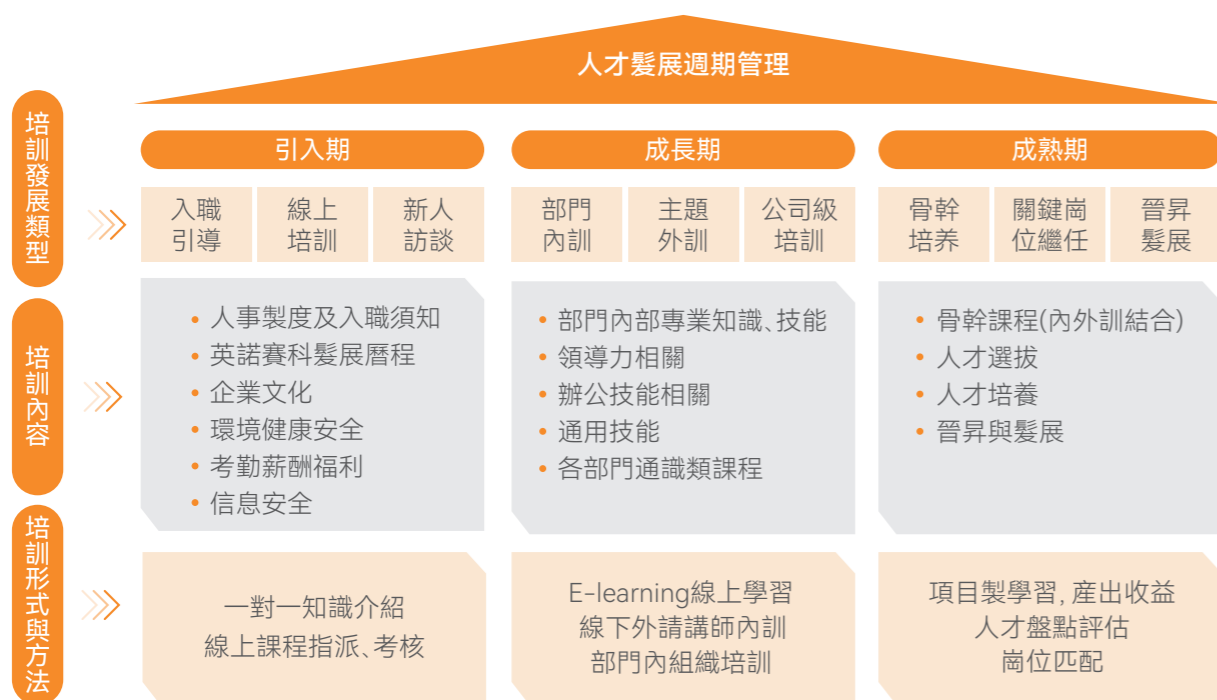 人才髮展週期管理
培訓發展類型
引入期
成長期
成熟期
入職
引導
線上
培訓
新人
訪談
部門
內訓
主題
外訓
公司級
培訓
骨幹
培养
關鍵崗
位繼任
晉昇
髮展
培訓內容
• 人事製度及入職須知
• 英諾賽科髮展曆程
• 企業文化
• 環境健康安全
• 考勤薪酬福利
• 信息安全
• 部門內部專業知識、技能
• 領導力相關
• 辦公技能相關
• 通用技能
• 各部門通識類課程
• 骨幹課程(內外訓結合)
• 人才選拔
• 人才培養
• 晉昇與髮展
培訓形式與方法
一對一知識介紹
線上課程指派、考核
E-learning線上學習
線下外請講師內訓
部門內組織培訓
項目製學習, 産出收益
人才盤點評估
崗位匹配